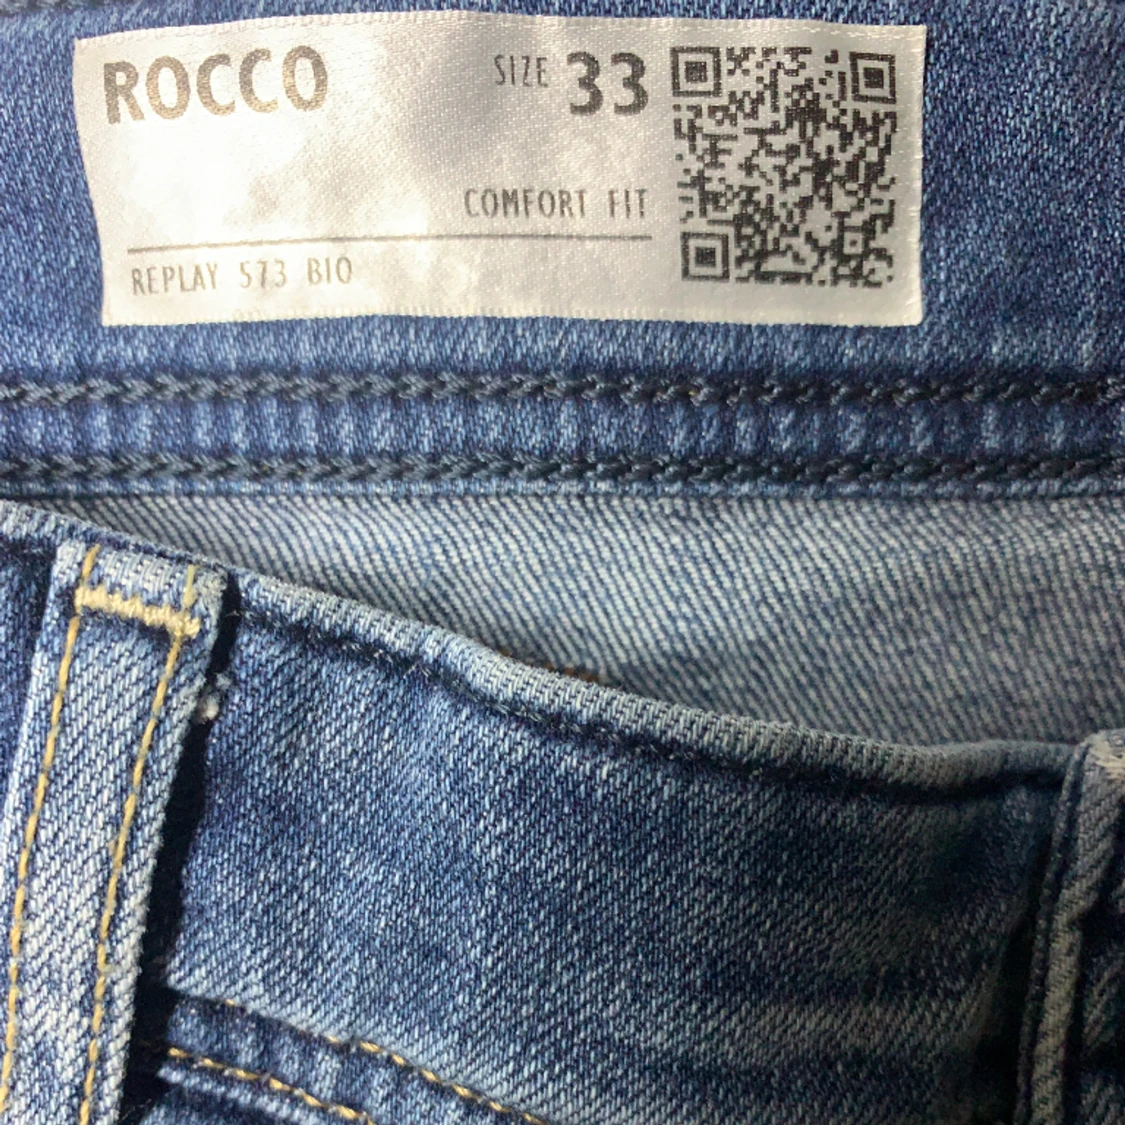 ROCCO
SIZE 33
COMFORT FIT
REPLAY 573 BIO